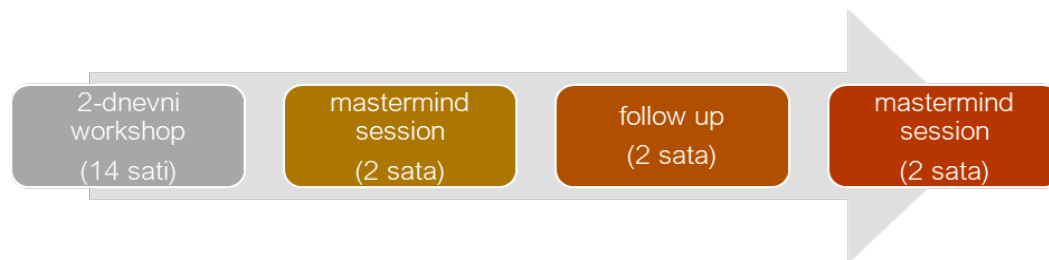 2-dnevni
workshop
(14 sati)
mastermind
session
(2 sata)
follow up
(2 sata)
mastermind
session
(2 sata)